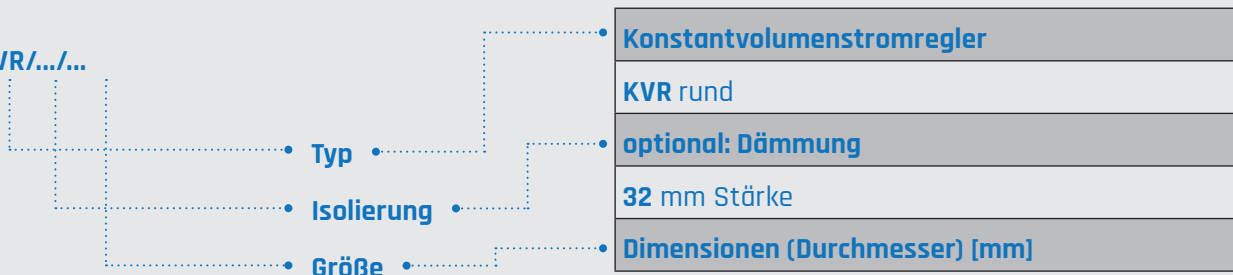 VR/.../...
Typ
Isolierung
Größe
Konstantvolumenstromregler
KVR rund
optional: Dämmung
32 mm Stärke
Dimensionen (Durchmesser) [mm]